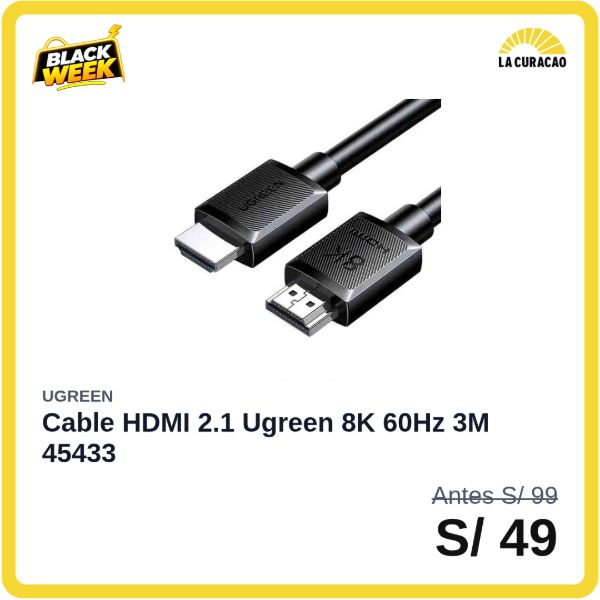 BLACK
WEEK
LA CURACAO
UGREEN
HDMI
8K
UGREEN
Cable HDMI 2.1 Ugreen 8K 60Hz 3M
45433
Antes S/ 99
S/ 49